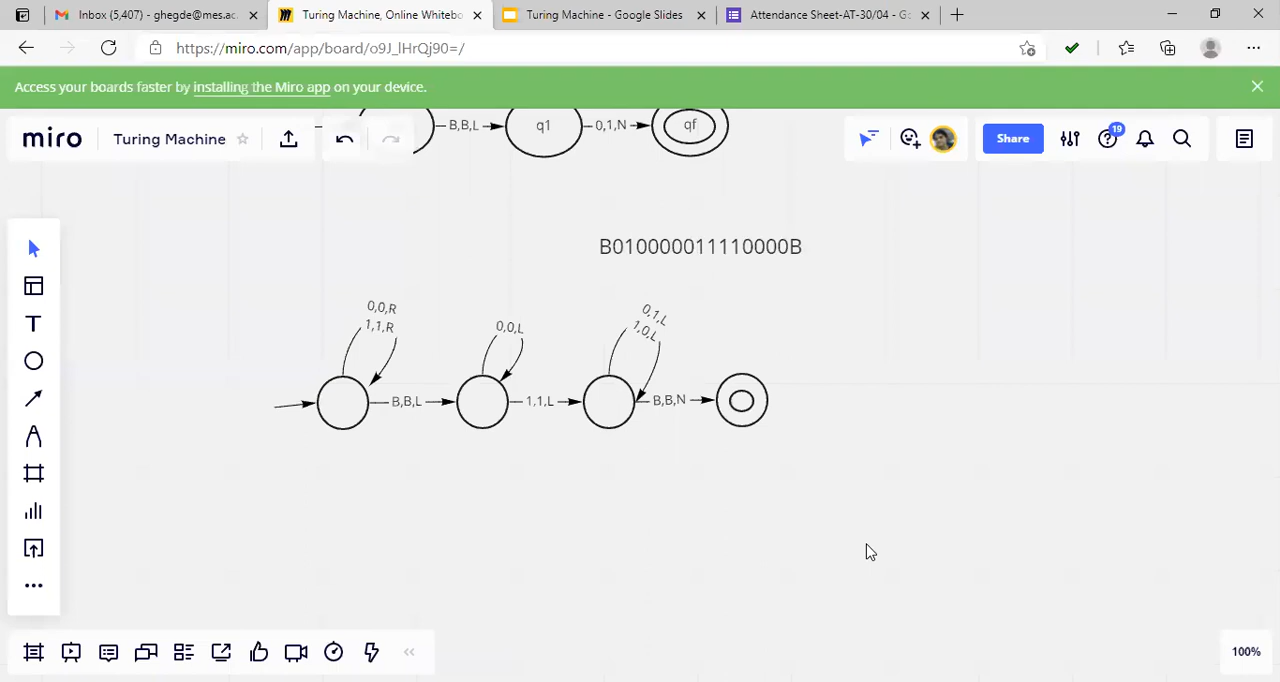 Inbox (5,407) - ghegde@mes.ac.
Turing Machine, Online Whitebo
Turing Machine - Google Slides
Attendance Sheet-AT-30/04 - Go
https://miro.com/app/board/o9J_lHrQj90=/
Access your boards faster by installing the Miro app on your device.
B,B,L
q1
0,1,N
qf
miro
Turing Machine
Share
19
B010000011110000B
0,0,R
1,1,R
0,0,L
0,1,L
1,0,L
B,B,L
1,1,L
B,B,N
100%